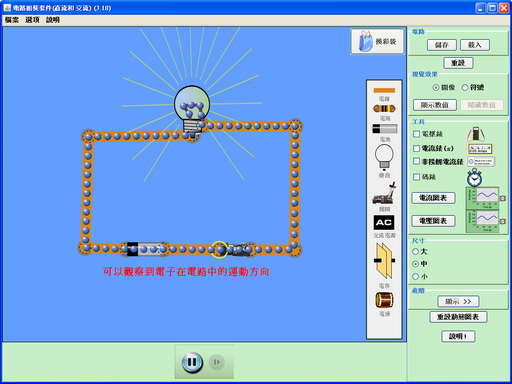 電路組裝套件(直流和 交流) (3.10)
檔案 選項 說明
摸彩袋
電線
電阻
電池
燈泡
開關
AC
交流電源
電容
電感
可以觀察到電子在電路中的運動方向
電路
儲存 載入
重設
視覺效果
圖像 符號
顯示數值 隱藏數值
工具
電壓錶
電流錶(s)
非接觸電流錶
碼錶
電流圖表
電壓圖表
尺寸
大
中
小
進階
顯示 >>
重設動態圖表
說明!